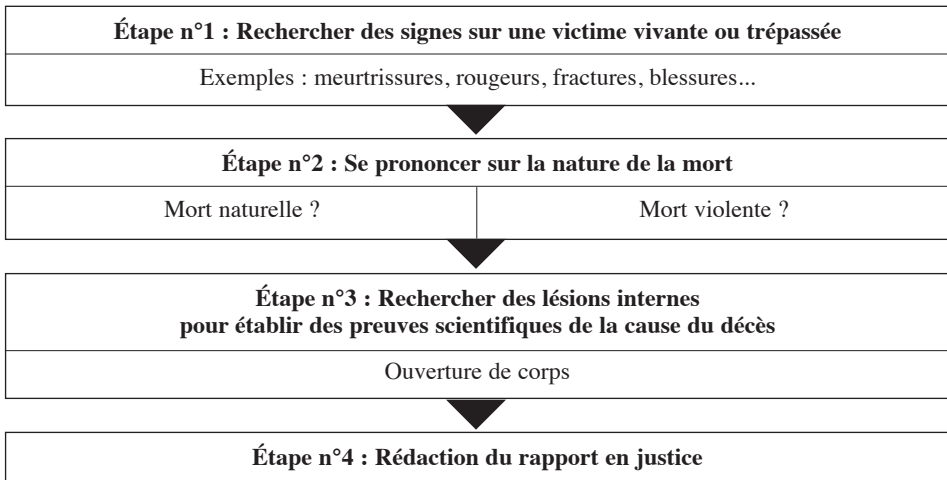 Étape n°1 : Rechercher des signes sur une victime vivante ou trépassée
Exemples : meurtrissures, rougeurs, fractures, blessures...
Étape n°2 : Se prononcer sur la nature de la mort
Mort naturelle ?
Mort violente ?
Étape n°3 : Rechercher des lésions internes
pour établir des preuves scientifiques de la cause du décès
Ouverture de corps
Étape n°4 : Rédaction du rapport en justice